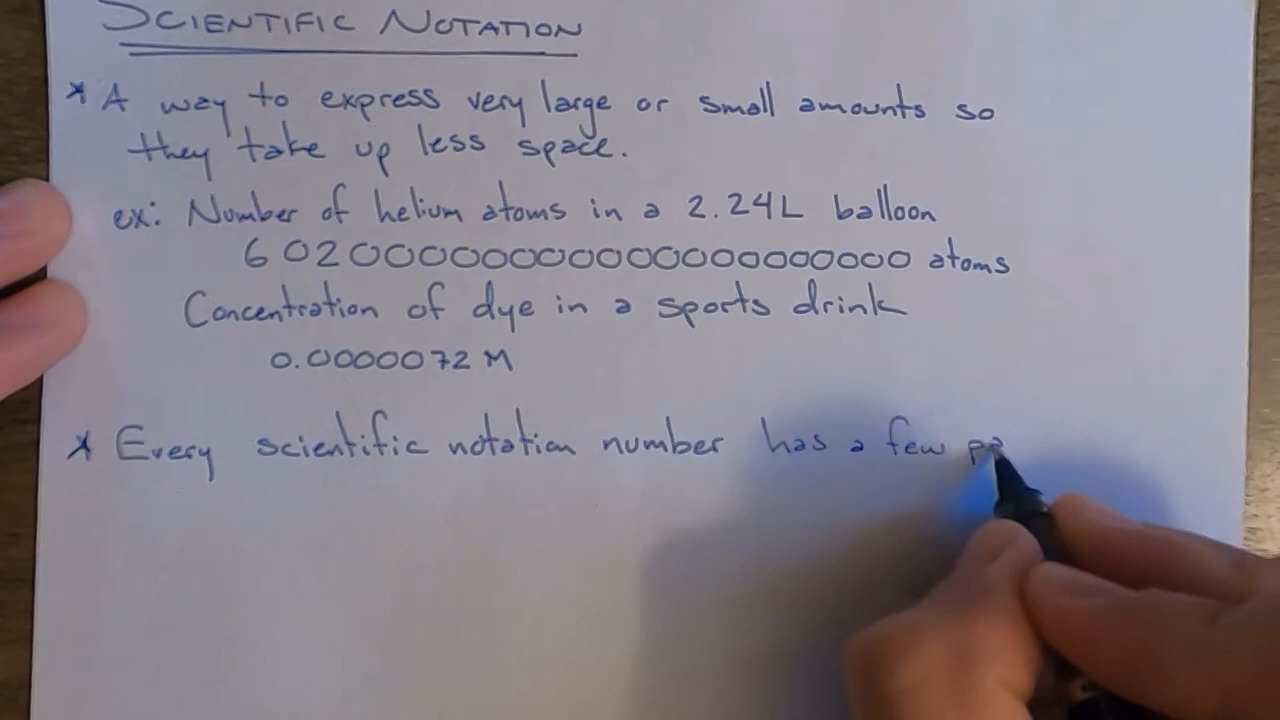 SCIENTIFIC NOTATION
* A way to express very large or small amounts so
they take up less space.
ex: Number of helium atoms in a 2.24L balloon
60200000000000000000000 atoms
Concentration of dye in a sports drink
0.0000072 M
* Every scientific notation number has a few pa